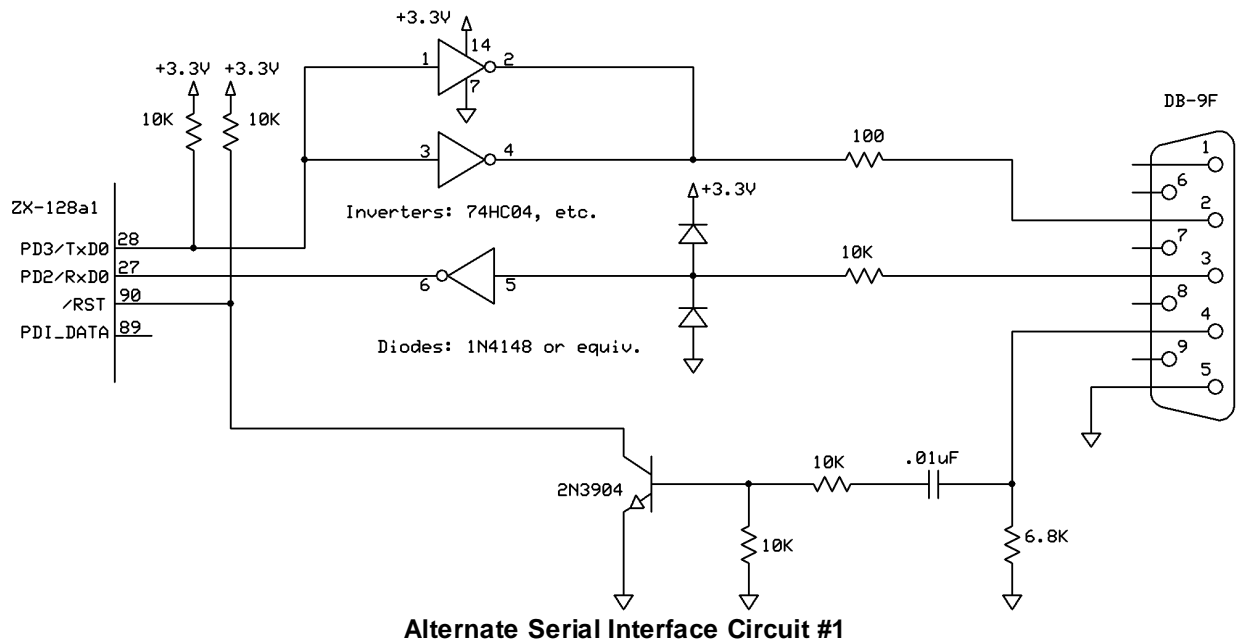 +3.3V
14
1
2
7
+3.3V
+3.3V
10K
10K
DB-9F
100
3
4
1
6
2
7
3
8
4
9
5
+3.3V
Inverters: 74HC04, etc.
ZX-128a1
PD3/TxD0
28
PD2/RxD0
27
/RST
90
PDI_DATA
89
6
5
10K
Diodes: 1N4148 or equiv.
2N3904
10K
.01uF
10K
6.8K
Alternate Serial Interface Circuit #1